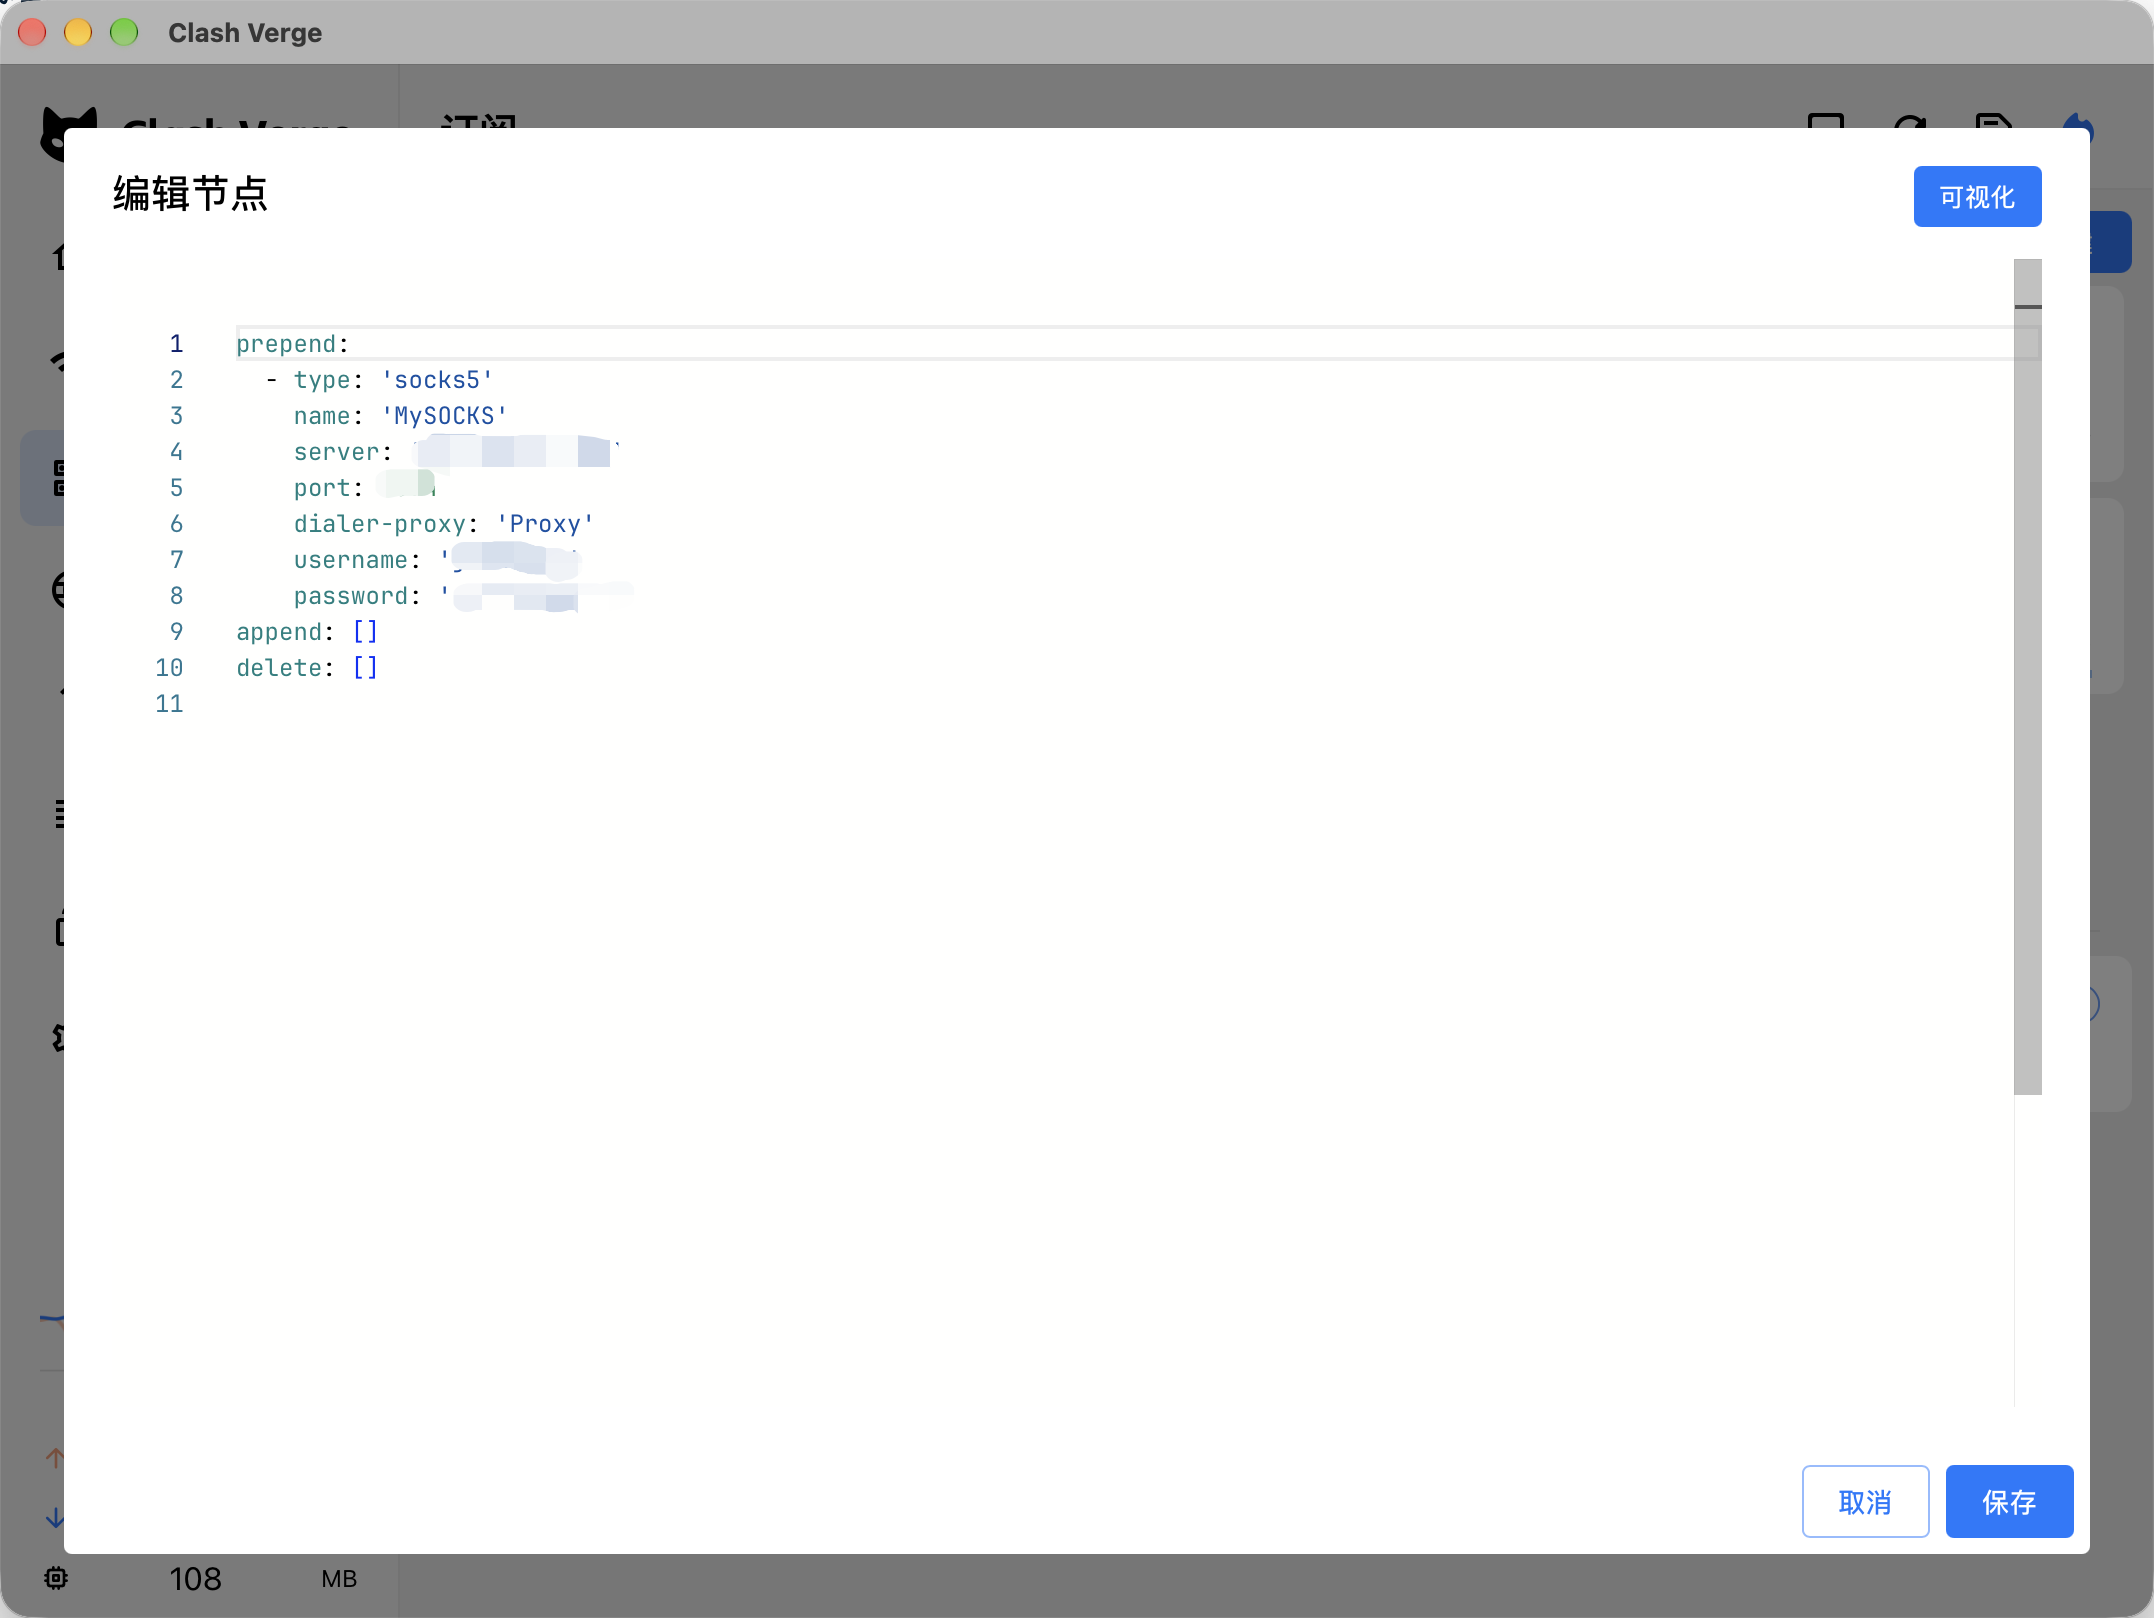 Clash Verge
编辑节点
可视化
1 prepend:
2   - type: 'socks5'
3     name: 'MySOCKS'
4     server:
5     port:
6     dialer-proxy: 'Proxy'
7     username: '
8     password: '
9 append: []
10 delete: []
11
取消
保存
108 MB